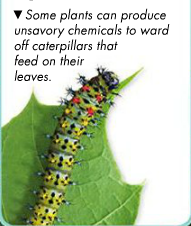 ▼ Some plants can produce
unsavory chemicals to ward
off caterpillars that
feed on their
leaves.